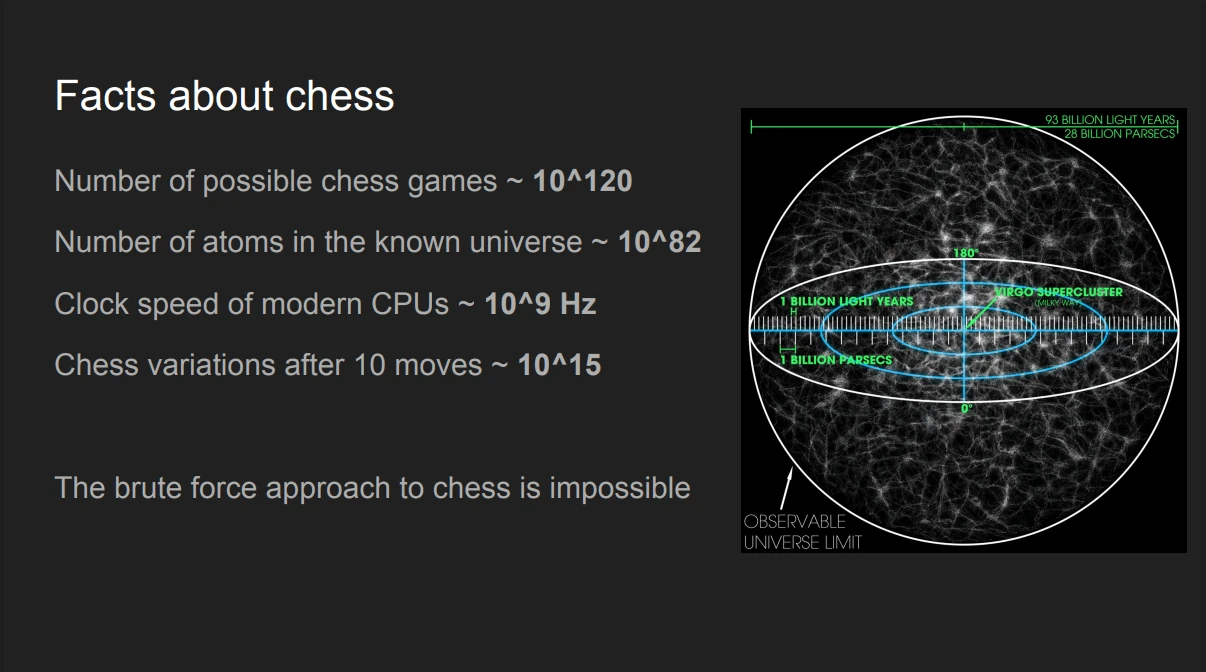 Facts about chess
Number of possible chess games ~ 10^120
Number of atoms in the known universe ~ 10^82
Clock speed of modern CPUs ~ 10^9 Hz
Chess variations after 10 moves ~ 10^15
The brute force approach to chess is impossible
93 BILLION LIGHT YEARS
28 BILLION PARSECS
180°
VIRGO SUPERCLUSTER
(MILKY WAY)
1 BILLION LIGHT YEARS
1 BILLION PARSECS
0°
OBSERVABLE
UNIVERSE LIMIT